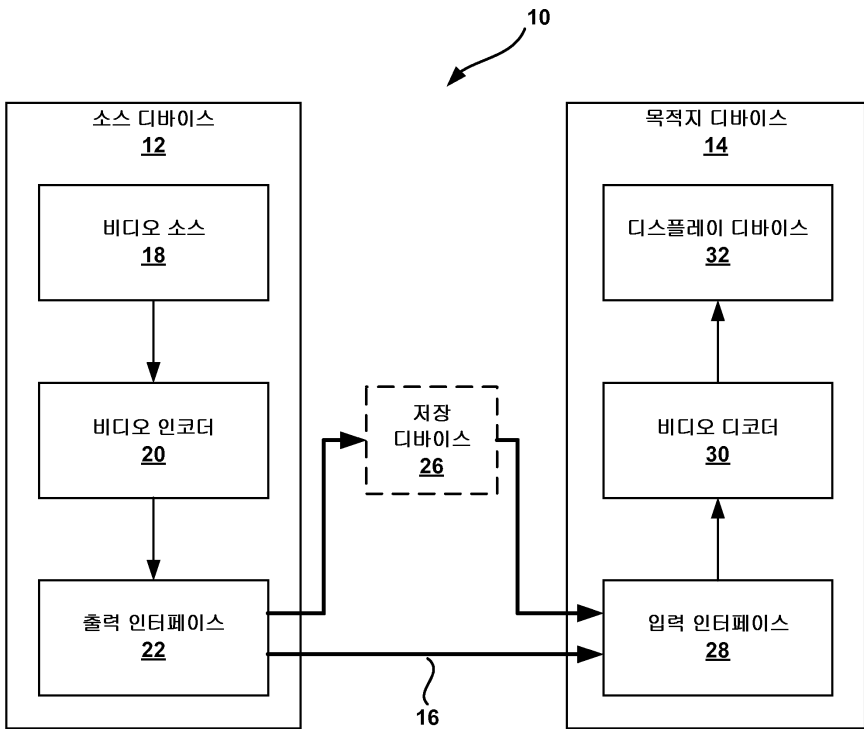 10
소스 디바이스
12
비디오 소스
18
비디오 인코더
20
출력 인터페이스
22
저장
디바이스
26
16
목적지 디바이스
14
디스플레이 디바이스
32
비디오 디코더
30
입력 인터페이스
28